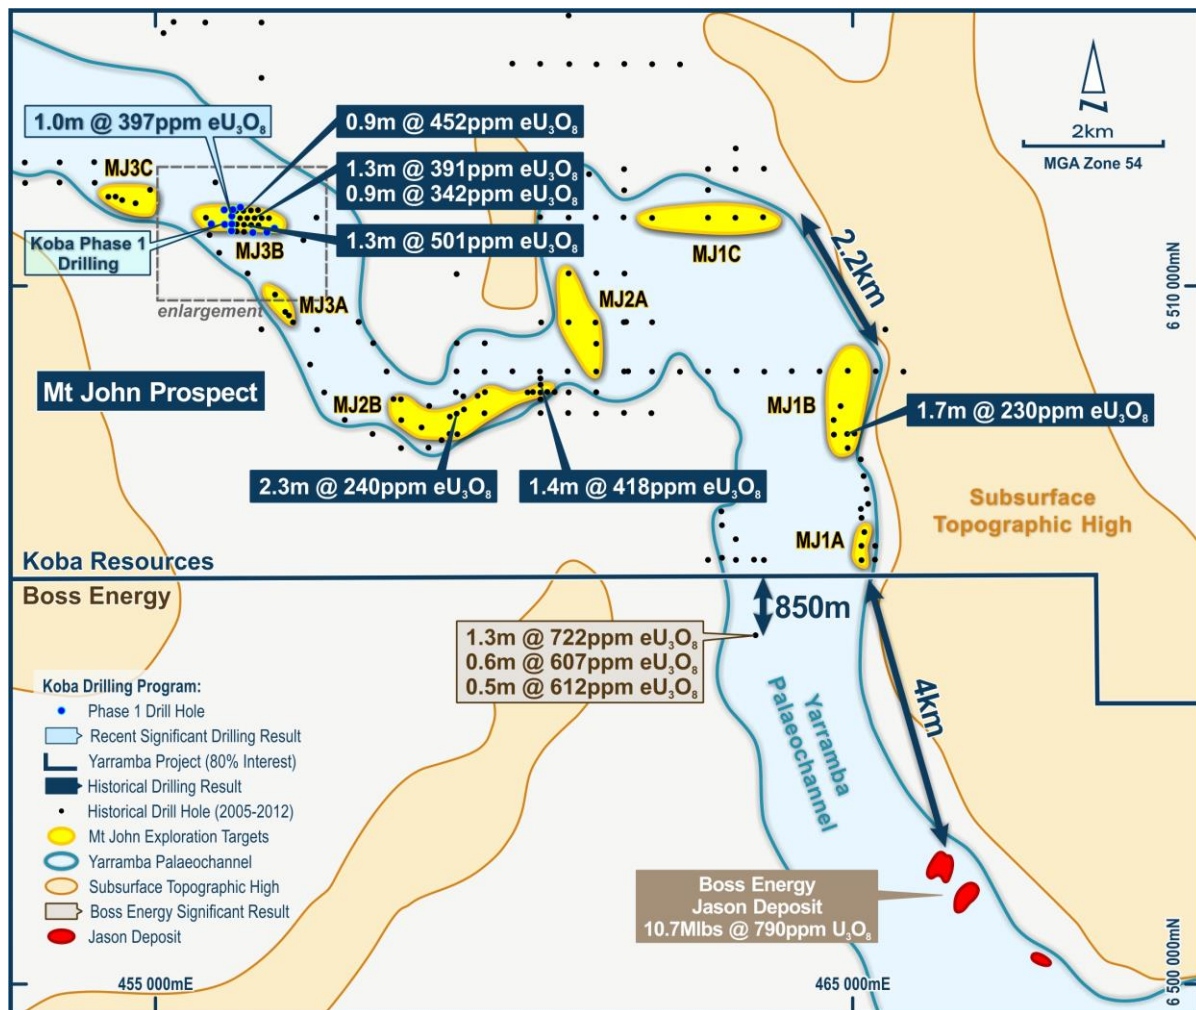 1.0m @ 397ppm eU₃O₈
0.9m @ 452ppm eU₃O₈
1.3m @ 391ppm eU₃O₈
0.9m @ 342ppm eU₃O₈
1.3m @ 501ppm eU₃O₈
N
2km
MGA Zone 54
MJ3C
Koba Phase 1
Drilling
MJ3B
MJ1C
2.2km
MJ3A
enlargement
MJ2A
6 510 000mN
Mt John Prospect
MJ2B
MJ1B
1.7m @ 230ppm eU₃O₈
2.3m @ 240ppm eU₃O₈
1.4m @ 418ppm eU₃O₈
Subsurface
Topographic High
MJ1A
Koba Resources
Boss Energy
850m
1.3m @ 722ppm eU₃O₈
0.6m @ 607ppm eU₃O₈
0.5m @ 612ppm eU₃O₈
4km
Yarramba
Palaeochannel
Koba Drilling Program:
Phase 1 Drill Hole
Recent Significant Drilling Result
Yarramba Project (80% Interest)
Historical Drilling Result
Historical Drill Hole (2005-2012)
Mt John Exploration Targets
Yarramba Palaeochannel
Subsurface Topographic High
Boss Energy Significant Result
Jason Deposit
Boss Energy
Jason Deposit
10.7Mlbs @ 790ppm U₃O₈
455 000mE
465 000mE
6 500 000mN